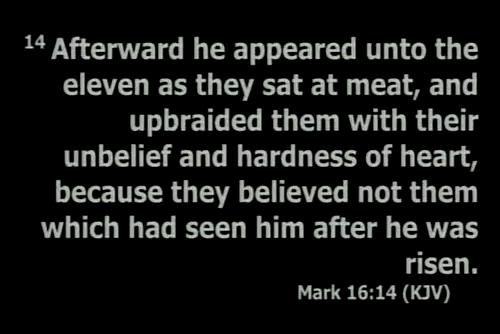 14 Afterward he appeared unto the
eleven as they sat at meat, and
upbraided them with their
unbelief and hardness of heart,
because they believed not them
which had seen him after he was
risen.
Mark 16:14 (KJV)